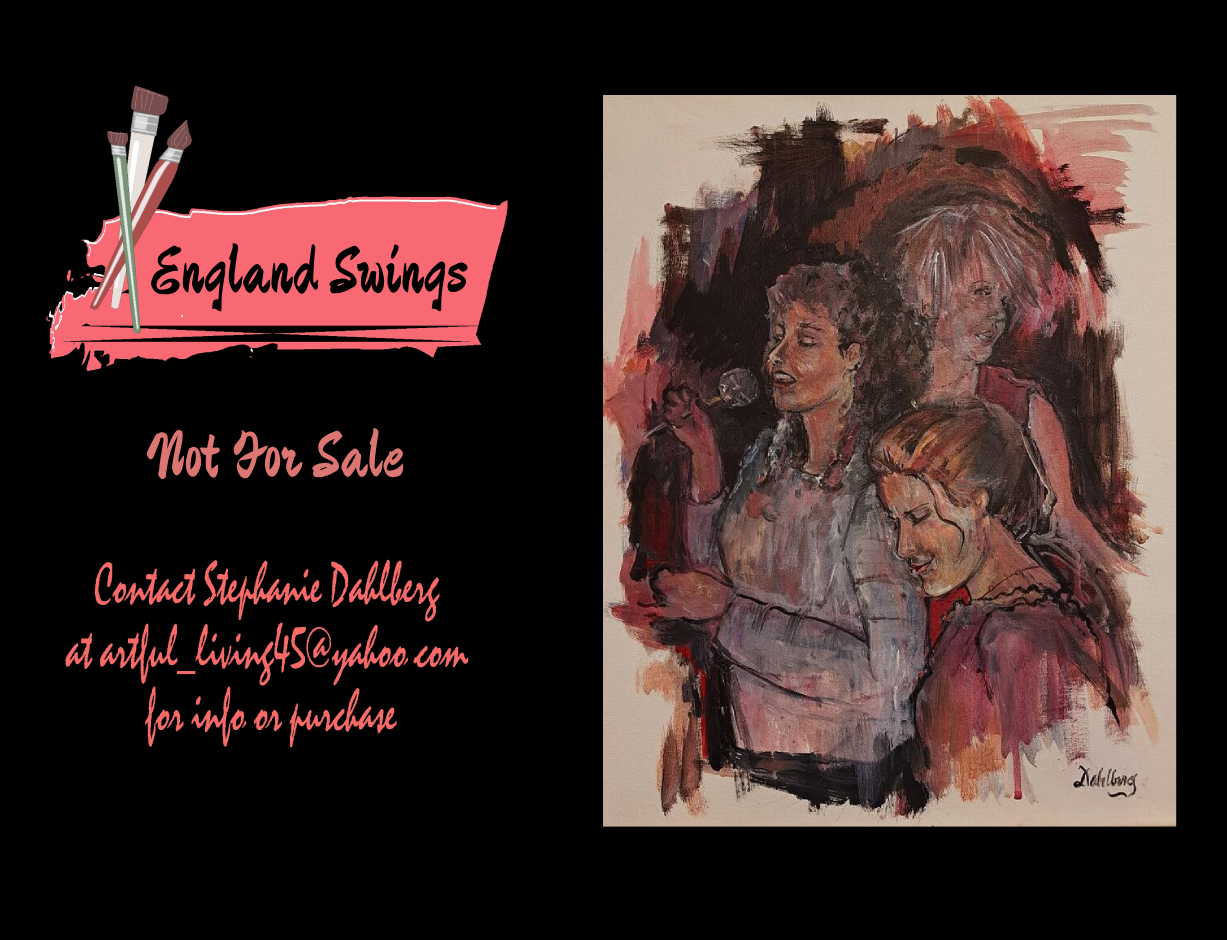 England Swings
Not For Sale
Contact Stephanie Dahlberg
at artful_living45@yahoo.com
for info or purchase
Dahlberg